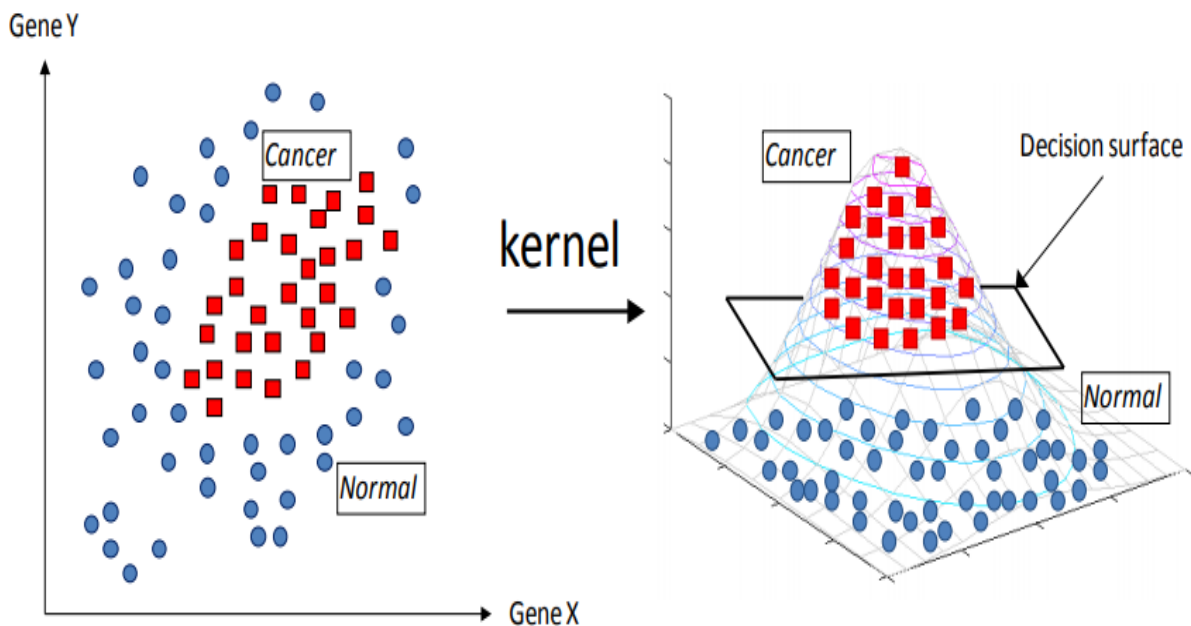 Gene Y
Cancer
Normal
Gene X
kernel
Cancer
Decision surface
Normal